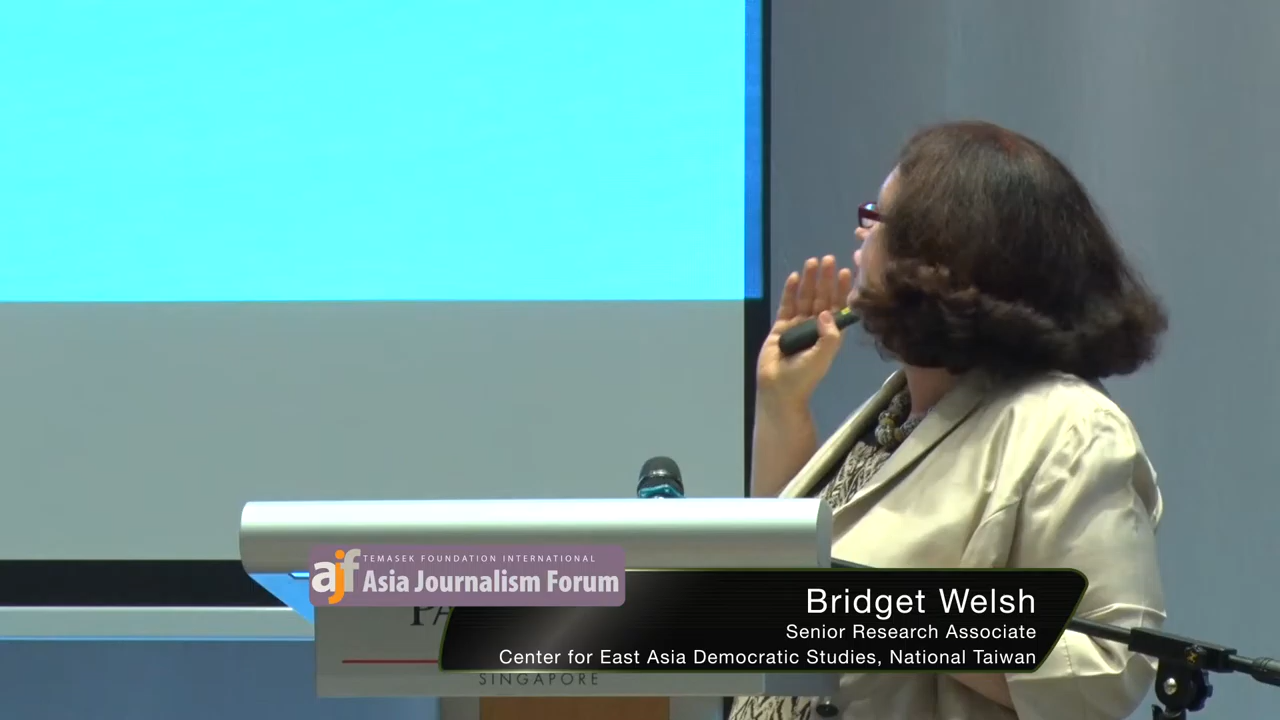 TEMASEK FOUNDATION INTERNATIONAL
ajf Asia Journalism Forum
Bridget Welsh
Senior Research Associate
Center for East Asia Democratic Studies, National Taiwan
SINGAPORE